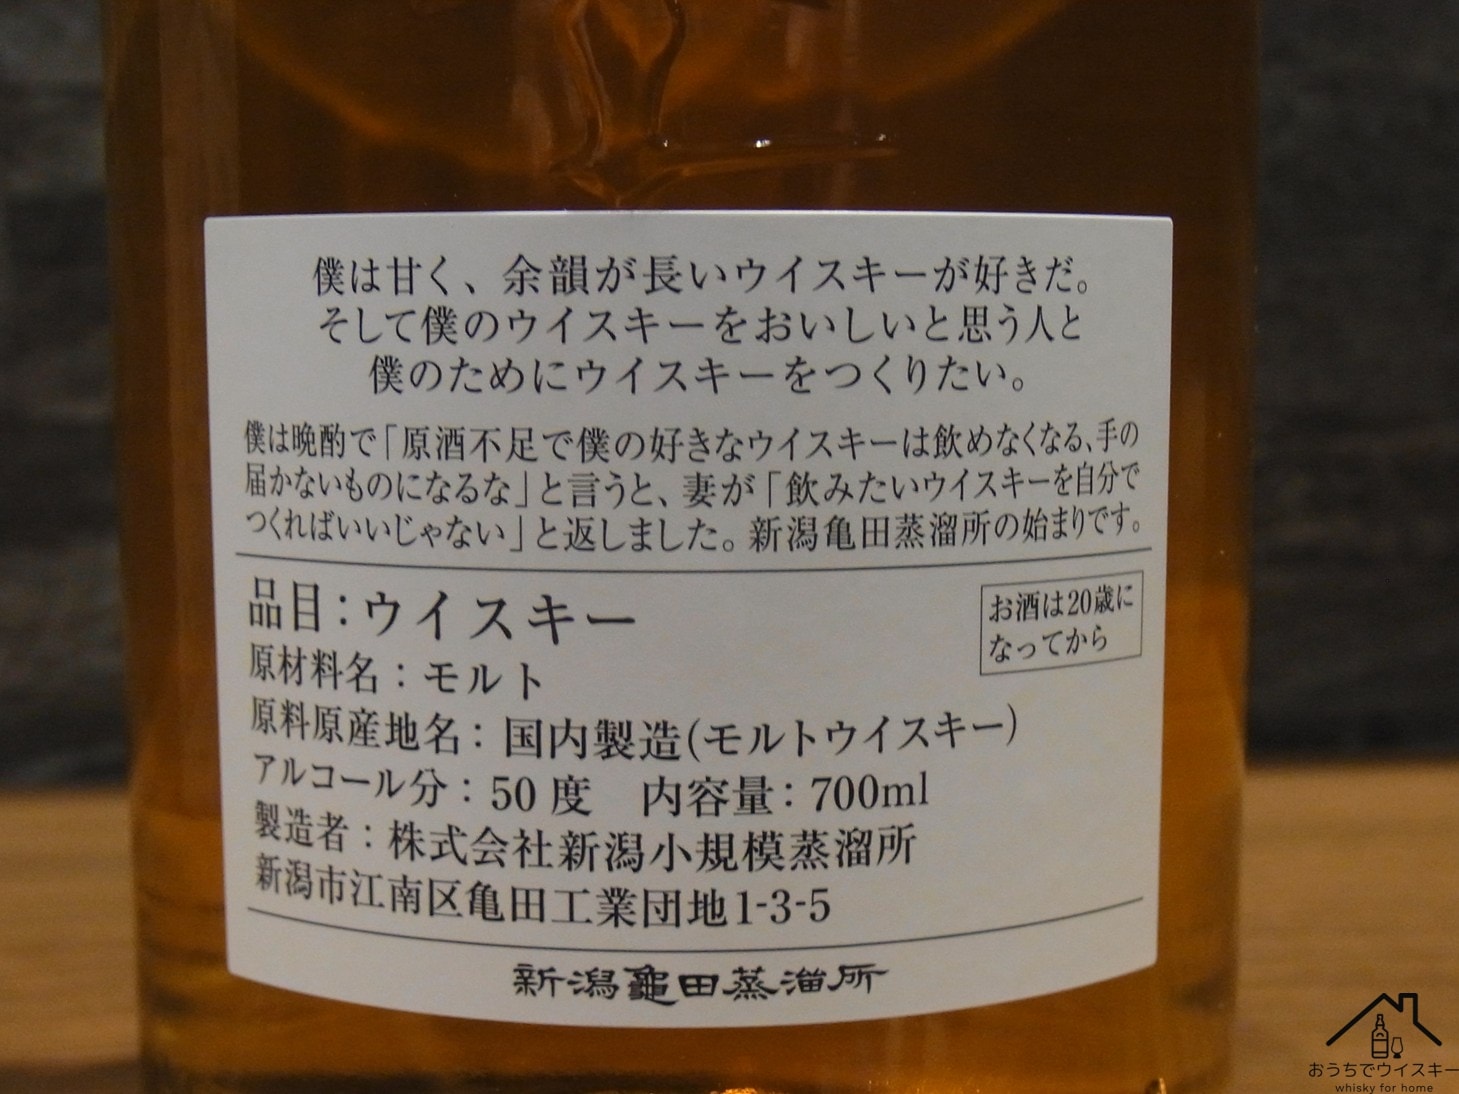 僕は甘く、余韻が長いウイスキーが好きだ。
そして僕のウイスキーをおいしいと思う人と
僕のためにウイスキーをつくりたい。
僕は晩酌で「原酒不足で僕の好きなウイスキーは飲めなくなる、手の
届かないものになるな」と言うと、妻が「飲みたいウイスキーを自分で
つくればいいじゃない」と返しました。新潟亀田蒸溜所の始まりです。
品目：ウイスキー
お酒は20歳に
なってから
原材料名：モルト
原料原産地名：国内製造(モルトウイスキー)
アルコール分：50度　内容量：700ml
製造者：株式会社新潟小規模蒸溜所
新潟市江南区亀田工業団地1-3-5
新潟龜田蒸溜所
おうちでウイスキー
whisky for home